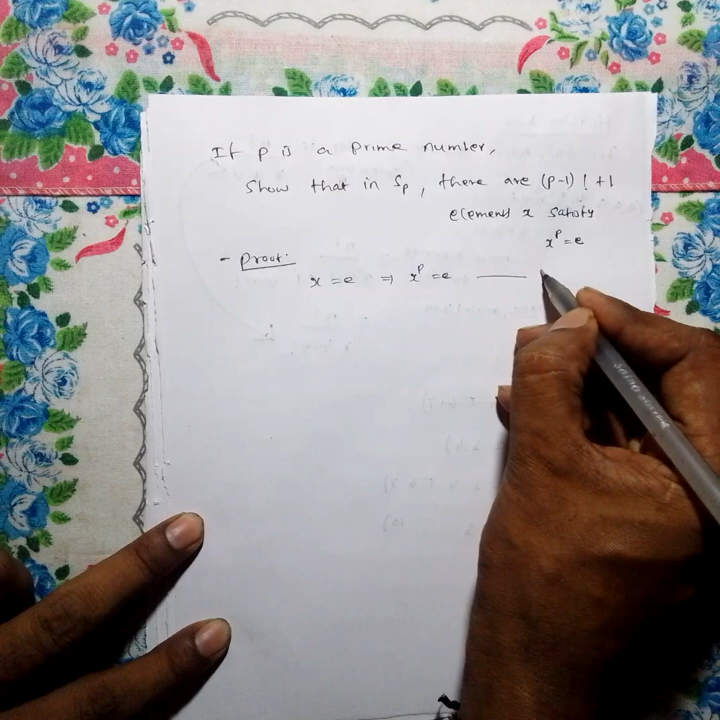 If p is a prime number,
Show that in Sp, there are (p-1)! +1
elements x satisfy
x^p = e
- Proof:
x = e ⇒ x^p = e ——